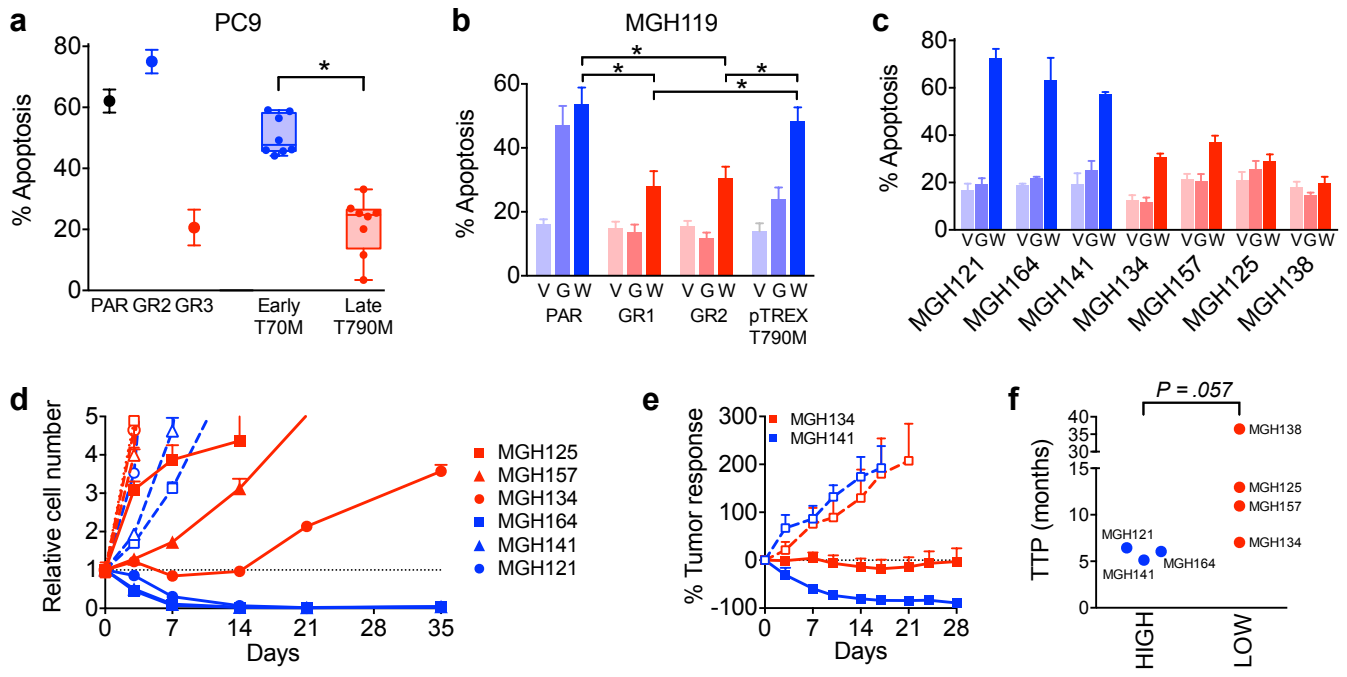 a
PC9
% Apoptosis
80
60
40
20
0
PAR GR2 GR3
Early
T70M
Late
T790M
*
b
MGH119
% Apoptosis
60
40
20
0
*
*
*
*
V G W
V G W
V G W
V G W
PAR
GR1
GR2
pTREX
T790M
c
% Apoptosis
80
60
40
20
0
VGW
VGW
VGW
VGW
VGW
VGW
VGW
MGH121
MGH164
MGH141
MGH134
MGH157
MGH125
MGH138
d
Relative cell number
5
4
3
2
1
0
0 7 14 21 28 35
Days
MGH125
MGH157
MGH134
MGH164
MGH141
MGH121
e
% Tumor response
300
200
100
0
-100
0 7 14 21 28
Days
MGH134
MGH141
f
P = .057
TTP (months)
40
35
30
15
10
5
0
MGH138
MGH125
MGH157
MGH134
MGH121
MGH164
MGH141
HIGH
LOW